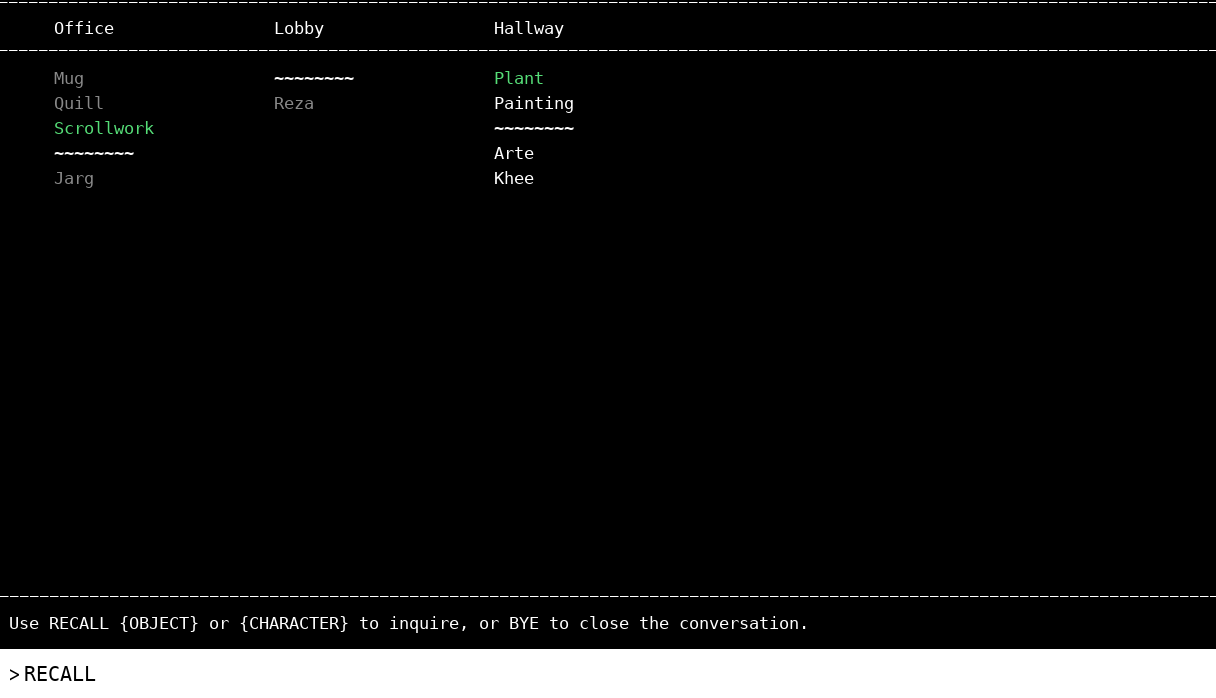 Office Lobby Hallway
Mug ~~~~~~~~ Plant
Quill Reza Painting
Scrollwork ~~~~~~~~
~~~~~~~~ Arte
Jarg Khee
Use RECALL {OBJECT} or {CHARACTER} to inquire, or BYE to close the conversation.
>RECALL